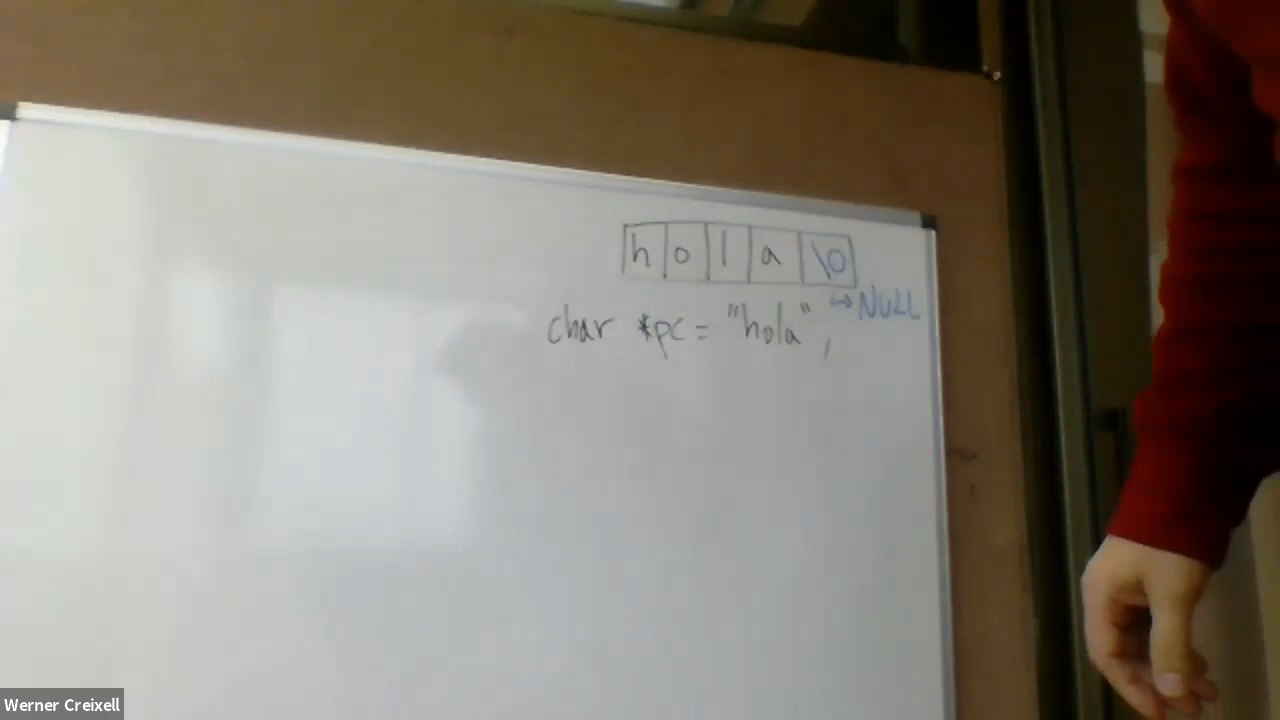 h o l a \0
↪ NULL
char *pc = "hola",
Werner Creixell